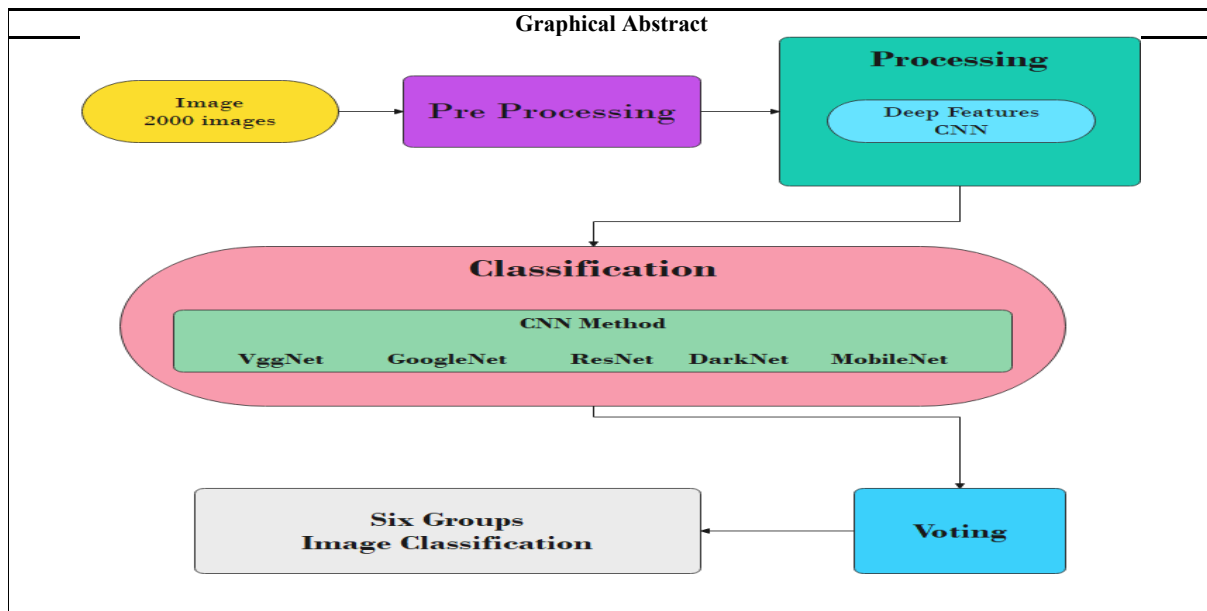 Graphical Abstract
Image
2000 images
Pre Processing
Processing
Deep Features
CNN
Classification
CNN Method
VggNet GoogleNet ResNet DarkNet MobileNet
Six Groups
Image Classification
Voting